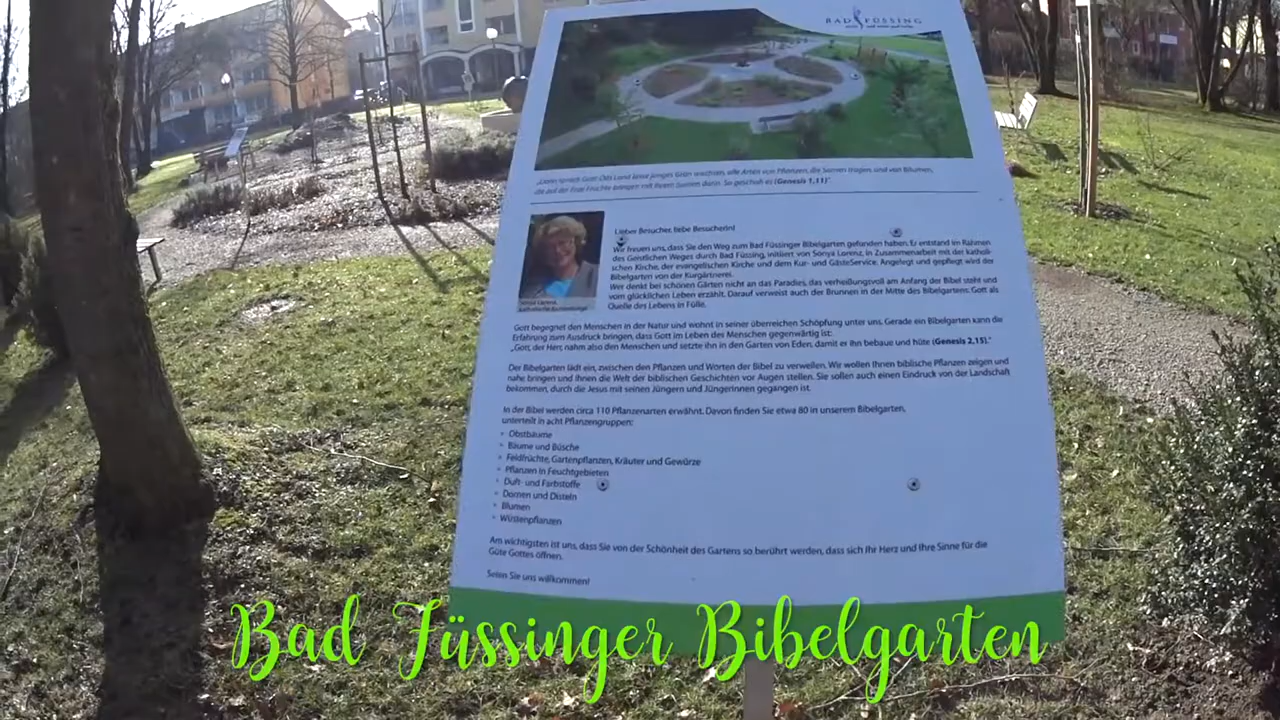 BAD FÜSSING
„Dann sprach Gott: Das Land lasse junges Grün wachsen, alle Arten von Pflanzen, die Samen tragen, und von Bäumen,
die auf der Erde Früchte bringen mit ihrem Samen darin. So geschah es (Genesis 1,11)“
Lieber Besucher, liebe Besucherin!
Wir freuen uns, dass Sie den Weg zum Bad Füssinger Bibelgarten gefunden haben. Er entstand im Rahmen
des Geistlichen Weges durch Bad Füssing, initiiert von Sonya Lorenz, in Zusammenarbeit mit der katholi-
schen Kirche, der evangelischen Kirche und dem Kur- und GästeService. Angelegt und gepflegt wird der
Bibelgarten von der Kurgärtnerei.
Wer denkt bei schönen Gärten nicht an das Paradies, das verheißungsvoll am Anfang der Bibel steht und
vom glücklichen Leben erzählt. Darauf verweist auch der Brunnen in der Mitte des Bibelgartens: Gott als
Quelle des Lebens in Fülle.
Sonya Lorenz,
Gott begegnet den Menschen in der Natur und wohnt in seiner überreichen Schöpfung unter uns. Gerade ein Bibelgarten kann die
Erfahrung zum Ausdruck bringen, dass Gott im Leben des Menschen gegenwärtig ist:
„Gott, der Herr, nahm also den Menschen und setzte ihn in den Garten von Eden, damit er ihn bebaue und hüte (Genesis 2,15).“
Der Bibelgarten lädt ein, zwischen den Pflanzen und Worten der Bibel zu verweilen. Wir wollen Ihnen biblische Pflanzen zeigen und
nahe bringen und Ihnen die Welt der biblischen Geschichten vor Augen stellen. Sie sollen auch einen Eindruck von der Landschaft
bekommen, durch die Jesus mit seinen Jüngern und Jüngerinnen gegangen ist.
In der Bibel werden circa 110 Pflanzenarten erwähnt. Davon finden Sie etwa 80 in unserem Bibelgarten,
unterteilt in acht Pflanzengruppen:
• Obstbäume
• Bäume und Büsche
• Feldfrüchte, Gartenpflanzen, Kräuter und Gewürze
• Pflanzen in Feuchtgebieten
• Duft- und Farbstoffe
• Dornen und Disteln
• Blumen
• Wüstenpflanzen
Am wichtigsten ist uns, dass Sie von der Schönheit des Gartens so berührt werden, dass sich Ihr Herz und Ihre Sinne für die
Güte Gottes öffnen.
Seien Sie uns willkommen!
Bad Füssinger Bibelgarten